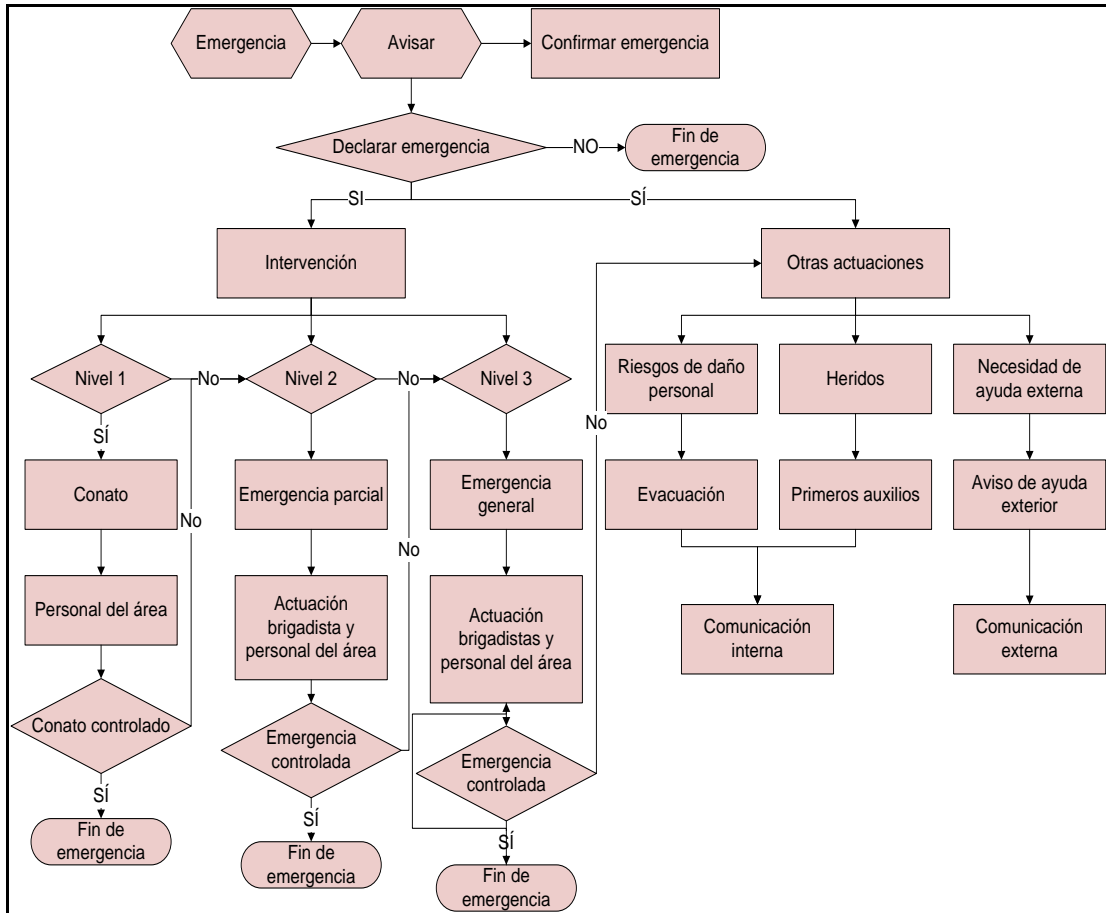 Emergencia
Avisar
Confirmar emergencia
Declarar emergencia
NO
Fin de
emergencia
SI
SÍ
Intervención
Otras actuaciones
Nivel 1
No
Nivel 2
No
Nivel 3
Riesgos de daño
personal
Heridos
Necesidad de
ayuda externa
No
SÍ
Conato
Emergencia parcial
Emergencia
general
Evacuación
Primeros auxilios
Aviso de ayuda
exterior
No
No
Personal del área
Actuación
brigadista y
personal del área
Actuación
brigadistas y
personal del área
Comunicación
interna
Comunicación
externa
Conato controlado
Emergencia
controlada
Emergencia
controlada
SÍ
SÍ
SÍ
Fin de
emergencia
Fin de
emergencia
Fin de
emergencia